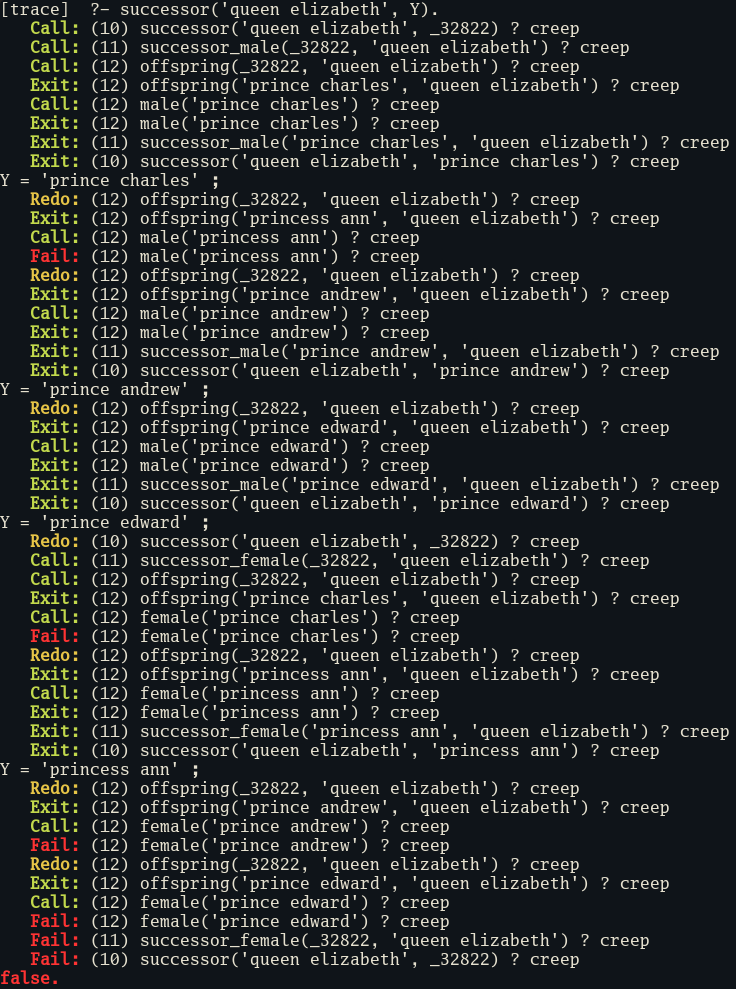 [trace]  ?- successor('queen elizabeth', Y).
   Call: (10) successor('queen elizabeth', _32822) ? creep
   Call: (11) successor_male(_32822, 'queen elizabeth') ? creep
   Call: (12) offspring(_32822, 'queen elizabeth') ? creep
   Exit: (12) offspring('prince charles', 'queen elizabeth') ? creep
   Call: (12) male('prince charles') ? creep
   Exit: (12) male('prince charles') ? creep
   Exit: (11) successor_male('prince charles', 'queen elizabeth') ? creep
   Exit: (10) successor('queen elizabeth', 'prince charles') ? creep
Y = 'prince charles' ;
   Redo: (12) offspring(_32822, 'queen elizabeth') ? creep
   Exit: (12) offspring('princess ann', 'queen elizabeth') ? creep
   Call: (12) male('princess ann') ? creep
   Fail: (12) male('princess ann') ? creep
   Redo: (12) offspring(_32822, 'queen elizabeth') ? creep
   Exit: (12) offspring('prince andrew', 'queen elizabeth') ? creep
   Call: (12) male('prince andrew') ? creep
   Exit: (12) male('prince andrew') ? creep
   Exit: (11) successor_male('prince andrew', 'queen elizabeth') ? creep
   Exit: (10) successor('queen elizabeth', 'prince andrew') ? creep
Y = 'prince andrew' ;
   Redo: (12) offspring(_32822, 'queen elizabeth') ? creep
   Exit: (12) offspring('prince edward', 'queen elizabeth') ? creep
   Call: (12) male('prince edward') ? creep
   Exit: (12) male('prince edward') ? creep
   Exit: (11) successor_male('prince edward', 'queen elizabeth') ? creep
   Exit: (10) successor('queen elizabeth', 'prince edward') ? creep
Y = 'prince edward' ;
   Redo: (10) successor('queen elizabeth', _32822) ? creep
   Call: (11) successor_female(_32822, 'queen elizabeth') ? creep
   Call: (12) offspring(_32822, 'queen elizabeth') ? creep
   Exit: (12) offspring('prince charles', 'queen elizabeth') ? creep
   Call: (12) female('prince charles') ? creep
   Fail: (12) female('prince charles') ? creep
   Redo: (12) offspring(_32822, 'queen elizabeth') ? creep
   Exit: (12) offspring('princess ann', 'queen elizabeth') ? creep
   Call: (12) female('princess ann') ? creep
   Exit: (12) female('princess ann') ? creep
   Exit: (11) successor_female('princess ann', 'queen elizabeth') ? creep
   Exit: (10) successor('queen elizabeth', 'princess ann') ? creep
Y = 'princess ann' ;
   Redo: (12) offspring(_32822, 'queen elizabeth') ? creep
   Exit: (12) offspring('prince andrew', 'queen elizabeth') ? creep
   Call: (12) female('prince andrew') ? creep
   Fail: (12) female('prince andrew') ? creep
   Redo: (12) offspring(_32822, 'queen elizabeth') ? creep
   Exit: (12) offspring('prince edward', 'queen elizabeth') ? creep
   Call: (12) female('prince edward') ? creep
   Fail: (12) female('prince edward') ? creep
   Fail: (11) successor_female(_32822, 'queen elizabeth') ? creep
   Fail: (10) successor('queen elizabeth', _32822) ? creep
false.